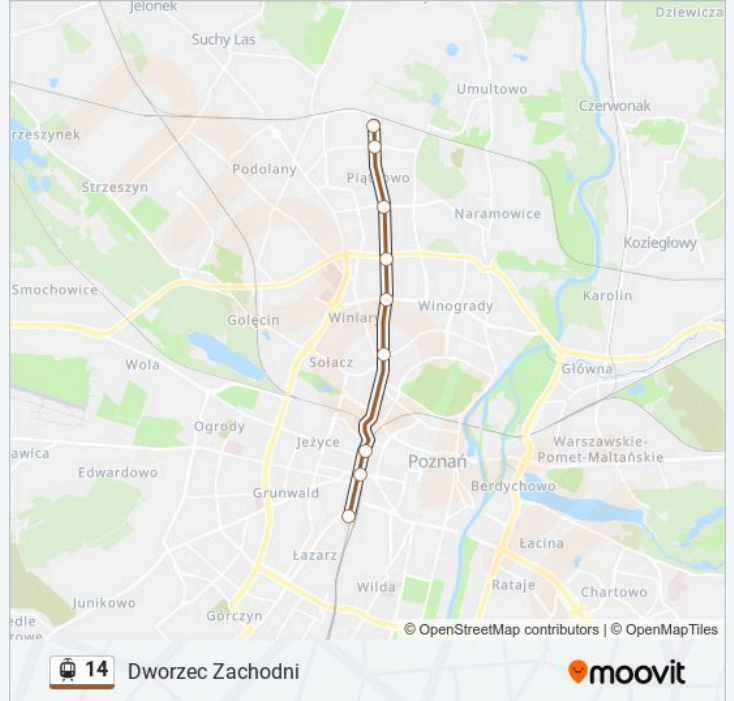 Jelonek
Dziewicza
Suchy Las
Umultowo
Czerwonak
rzeszynek
Podolany
Piątkowo
Strzeszyn
Naramowice
Koziegłowy
Smochowice
Karolin
Winogrady
Golęcin
Winiary
Sołacz
Wola
Główna
Ogrody
Jeżyce
Warszawskie-
Pomet-Maltańskie
awica
Poznań
Edwardowo
Grunwald
Berdychowo
Łacina
Łazarz
Wilda
Rataje
Chartowo
Junikowo
Górczyn
edle
towe
© OpenStreetMap contributors | © OpenMapTiles
14 Dworzec Zachodni
moovit